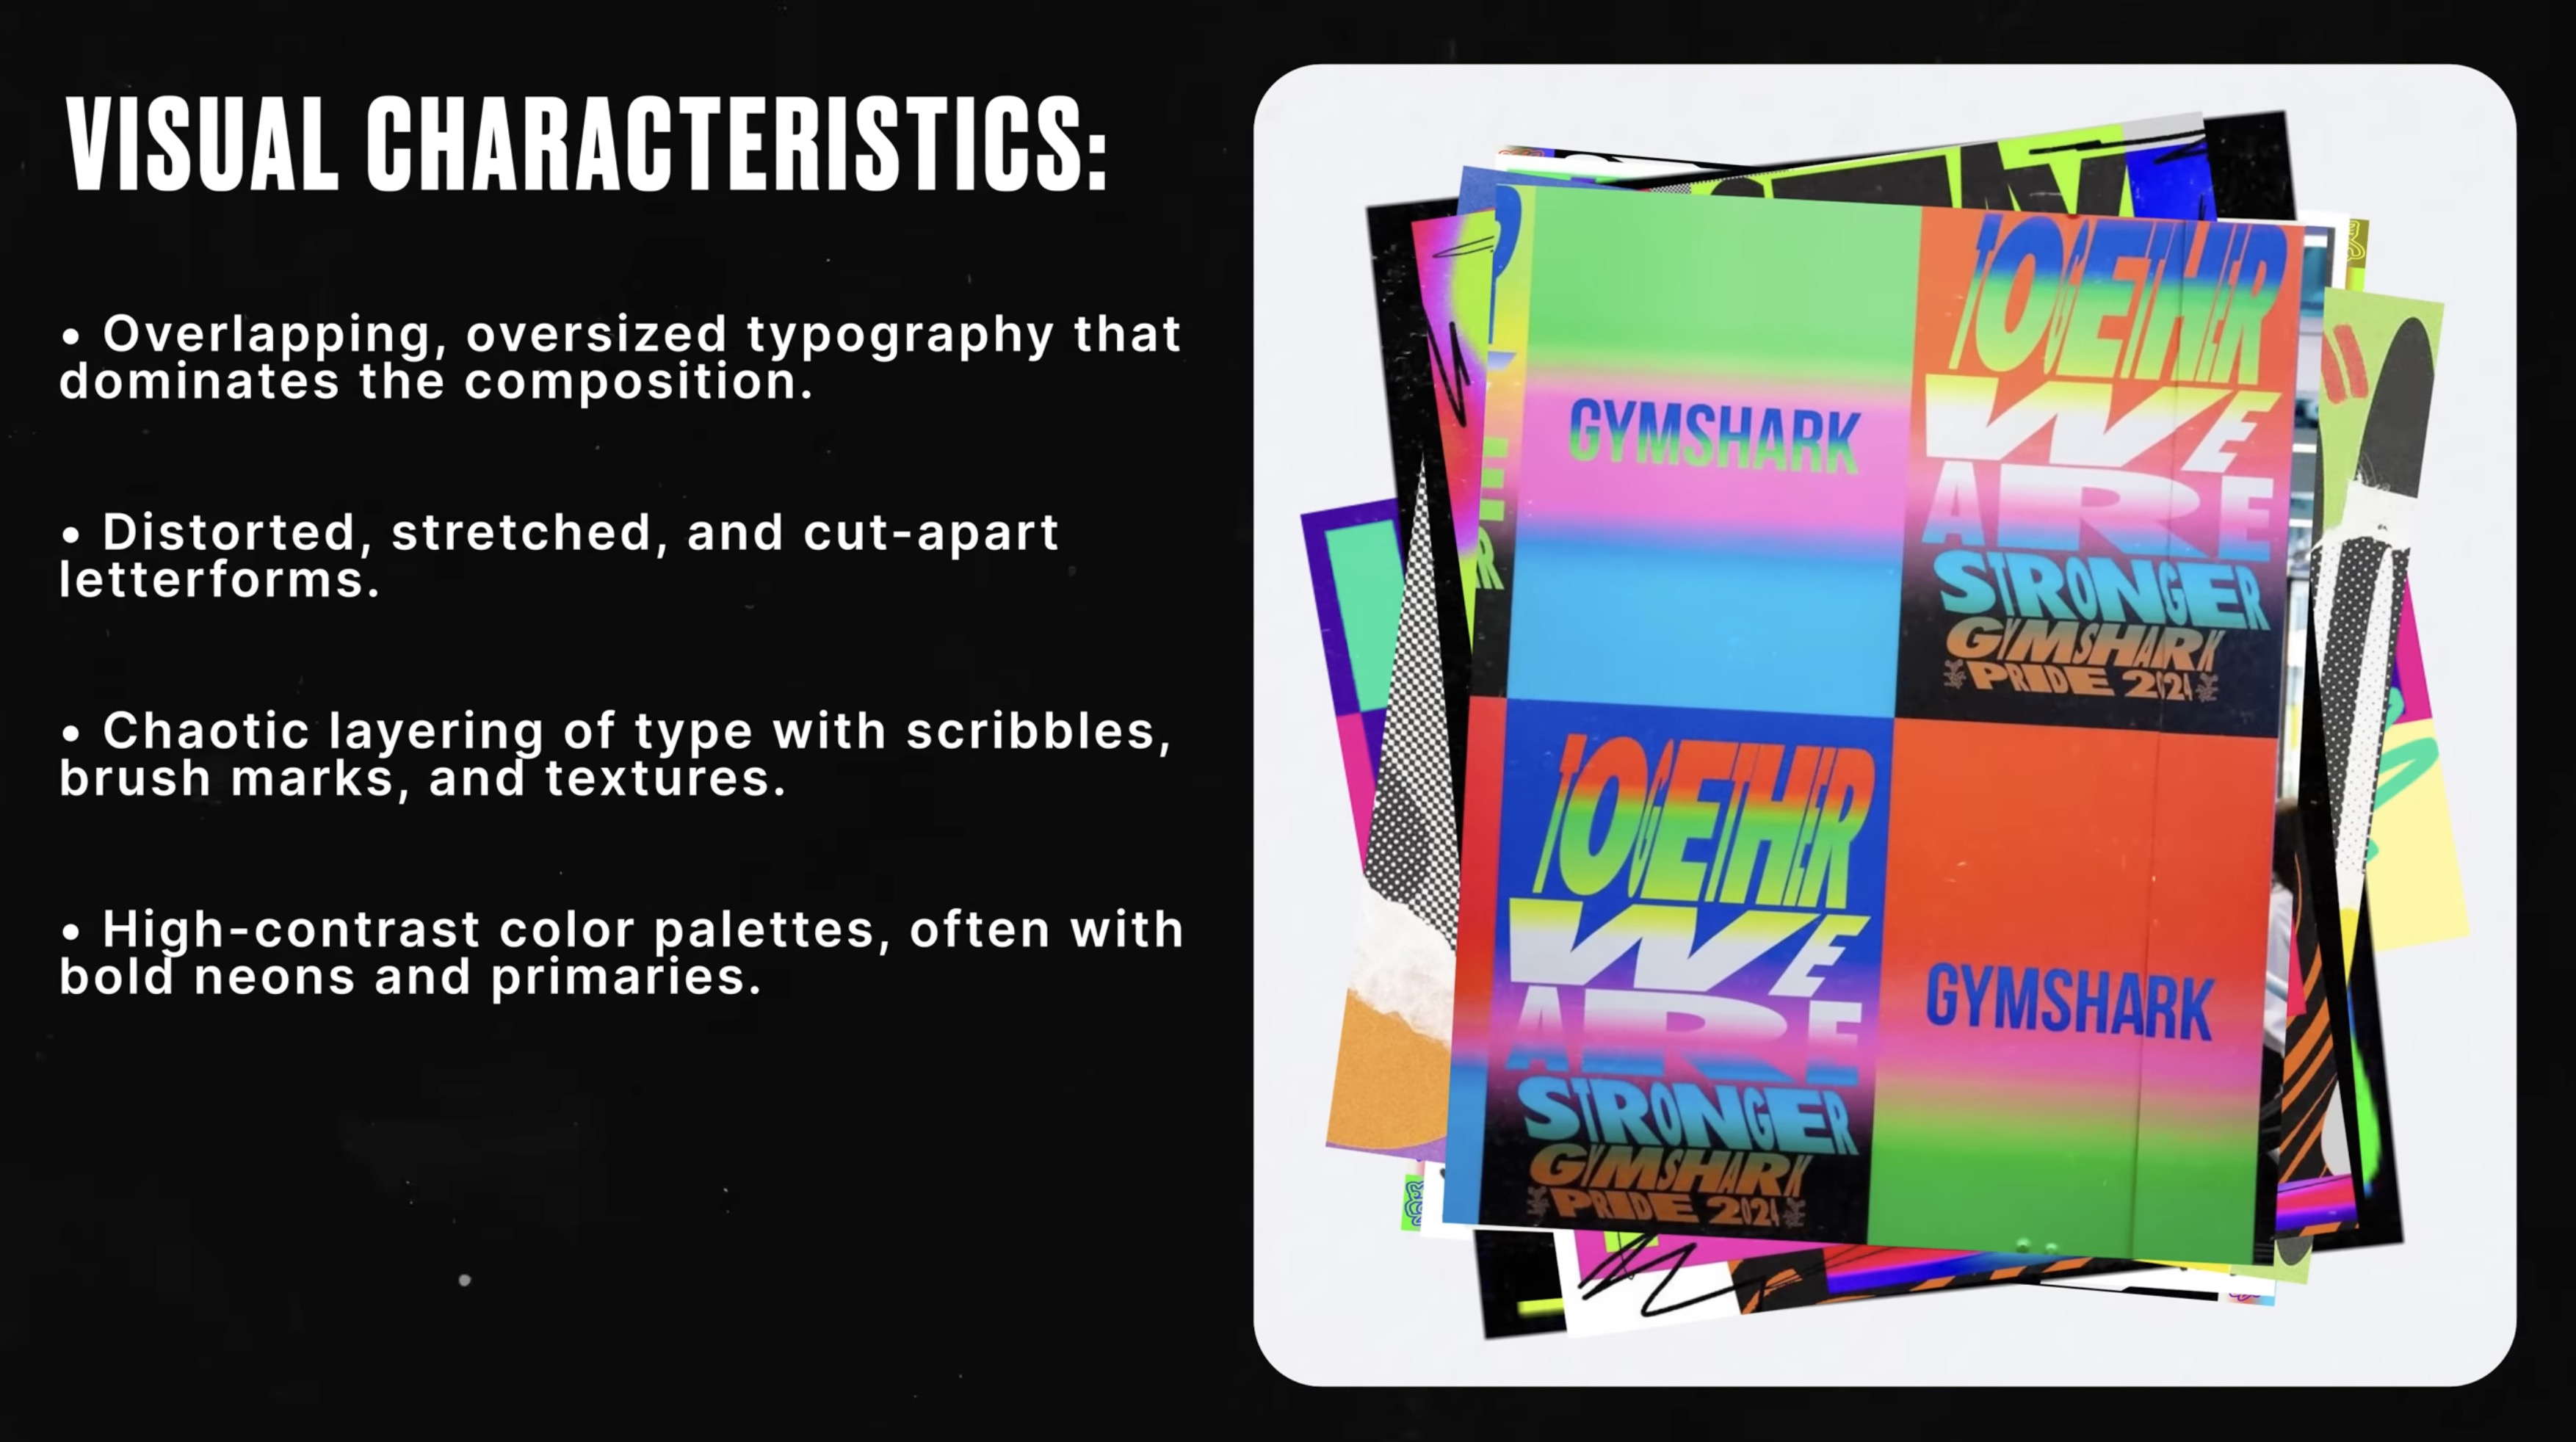 VISUAL CHARACTERISTICS:
• Overlapping, oversized typography that
dominates the composition.
• Distorted, stretched, and cut-apart
letterforms.
• Chaotic layering of type with scribbles,
brush marks, and textures.
• High-contrast color palettes, often with
bold neons and primaries.
GYMSHARK
TOGETHER
WE
ARE
STRONGER
GYMSHARK
PRIDE 2024
TOGETHER
WE
ARE
STRONGER
GYMSHARK
PRIDE 2024
GYMSHARK